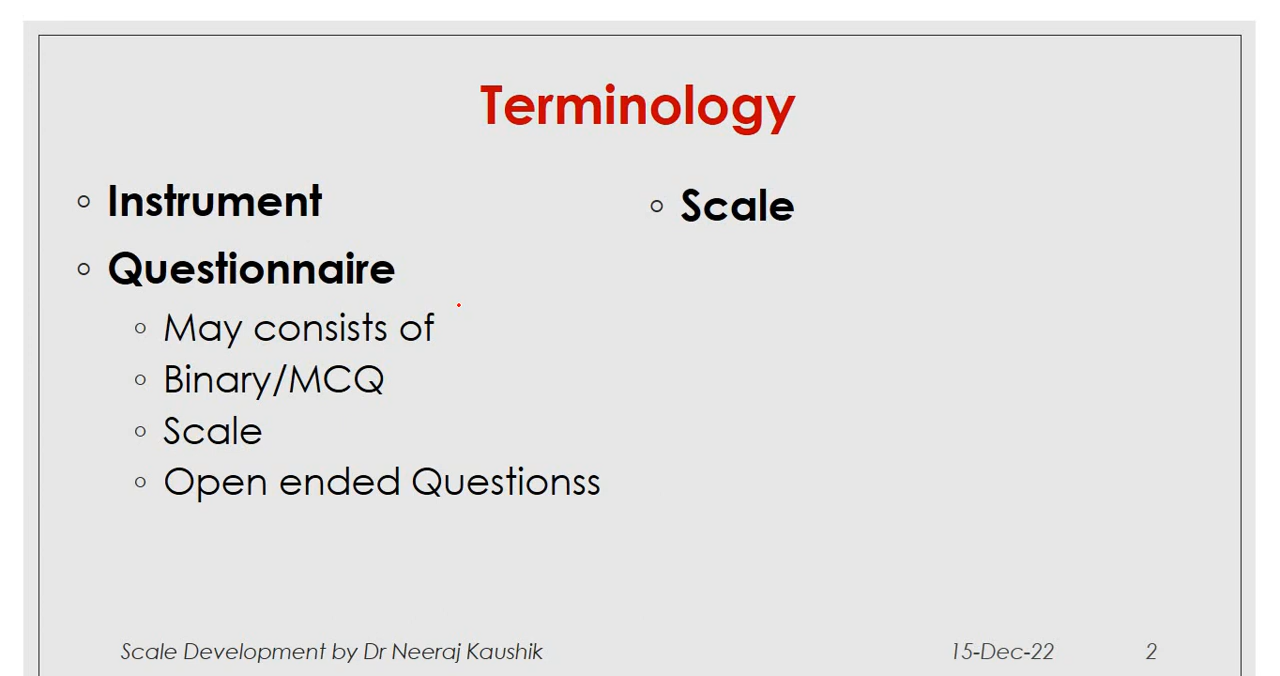 Terminology
Instrument
Questionnaire
May consists of
Binary/MCQ
Scale
Open ended Questionss
Scale
Scale Development by Dr Neeraj Kaushik
15-Dec-22
2